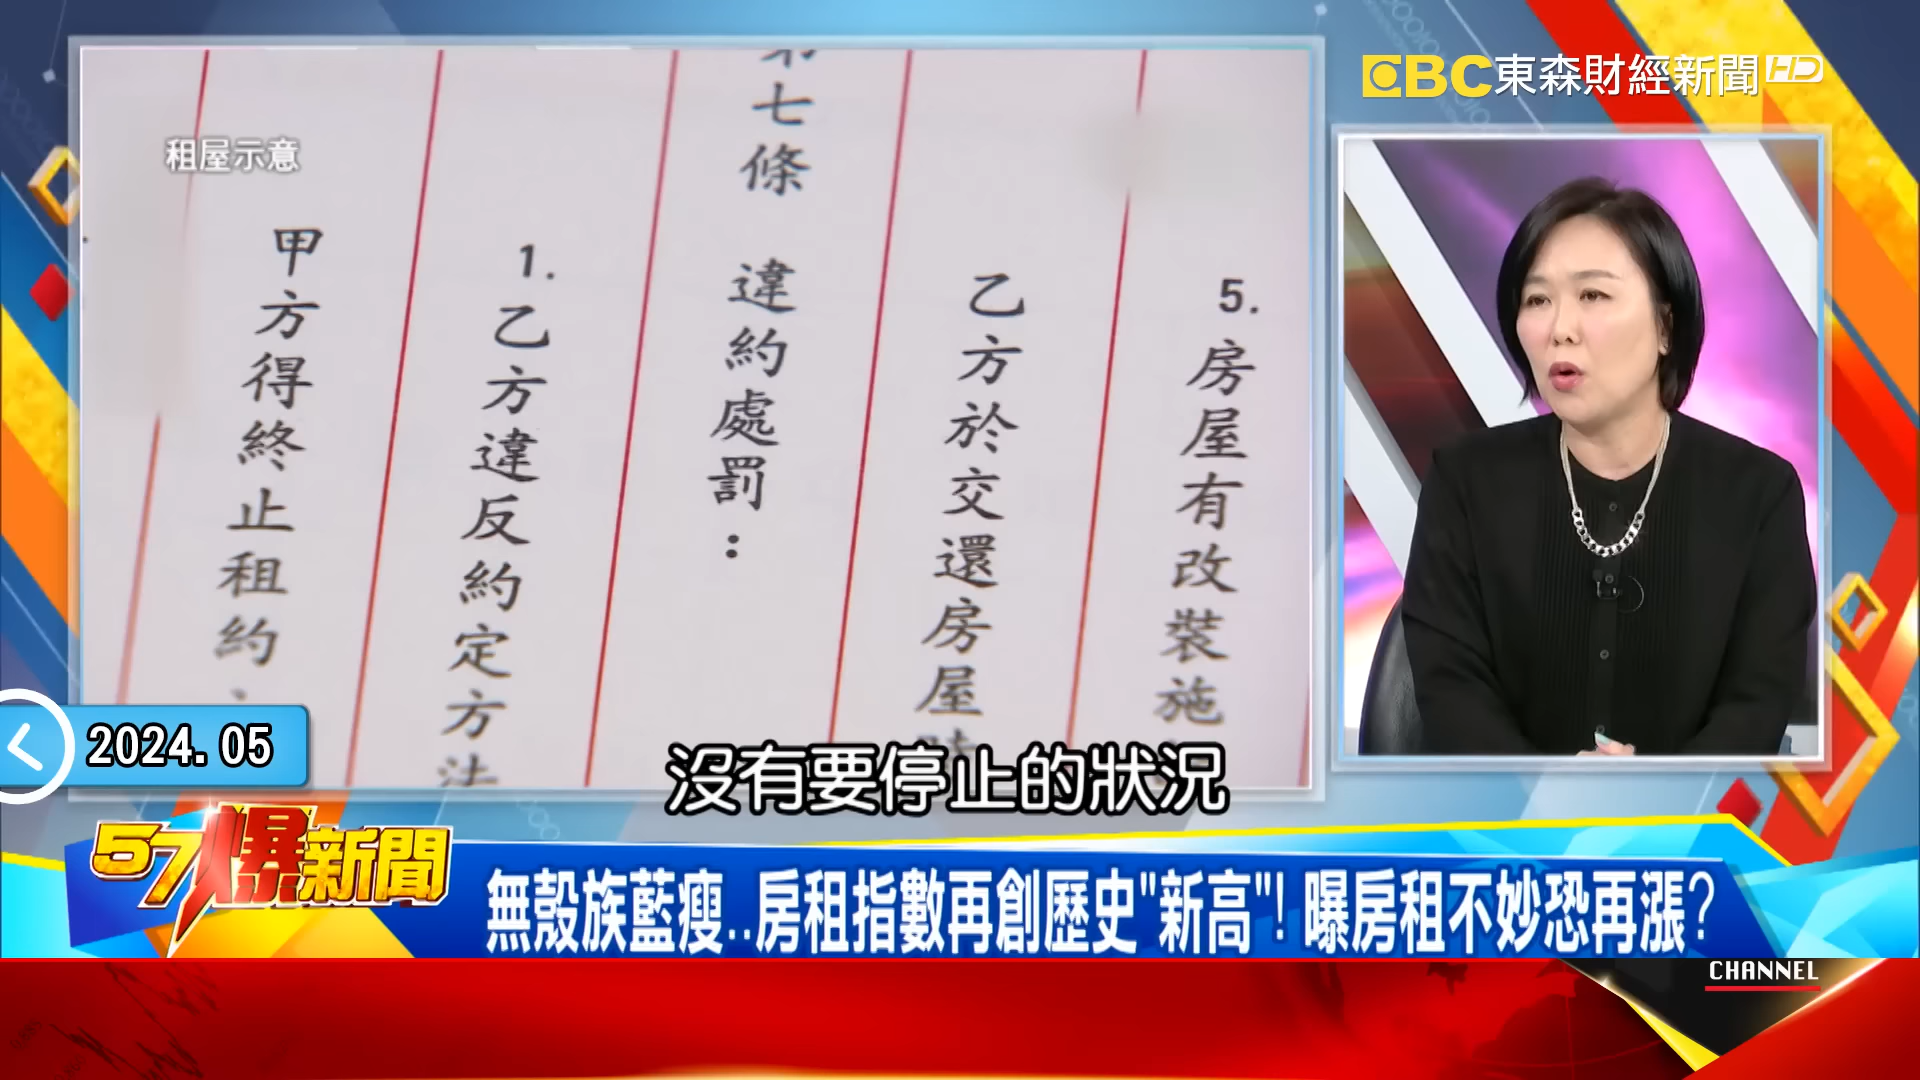 EBC東森財經新聞HD
租屋示意
5.房屋有改裝施
乙方於交還房屋時
第七條 違約處罰:
1.乙方違反約定方法
甲方得終止租約
2024.05
沒有要停止的狀況
57爆新聞
無殼族藍瘦..房租指數再創歷史"新高"! 曝房租不妙恐再漲?
CHANNEL